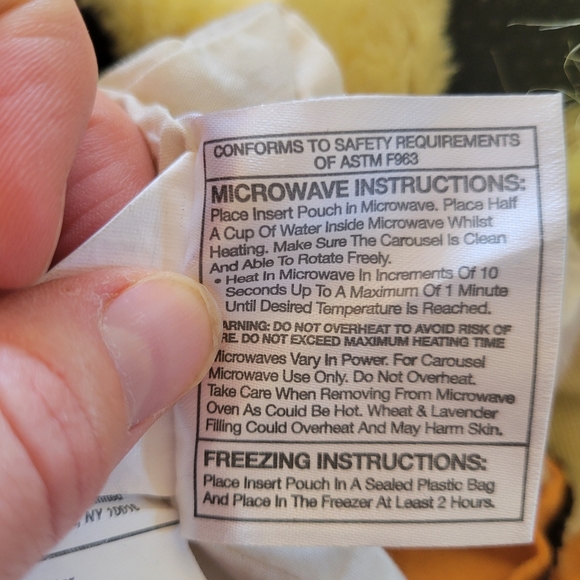 CONFORMS TO SAFETY REQUIREMENTS
OF ASTM F963
MICROWAVE INSTRUCTIONS:
Place Insert Pouch in Microwave. Place Half
A Cup Of Water Inside Microwave Whilst
Heating. Make Sure The Carousel Is Clean
And Able To Rotate Freely.
• Heat In Microwave In Increments Of 10
Seconds Up To A Maximum Of 1 Minute
Until Desired Temperature Is Reached.
ARNING: DO NOT OVERHEAT TO AVOID RISK OF
RE. DO NOT EXCEED MAXIMUM HEATING TIME
Microwaves Vary In Power. For Carousel
Microwave Use Only. Do Not Overheat.
Take Care When Removing From Microwave
Oven As Could Be Hot. Wheat & Lavender
Filling Could Overheat And May Harm Skin.
FREEZING INSTRUCTIONS:
Place Insert Pouch In A Sealed Plastic Bag
And Place In The Freezer At Least 2 Hours.